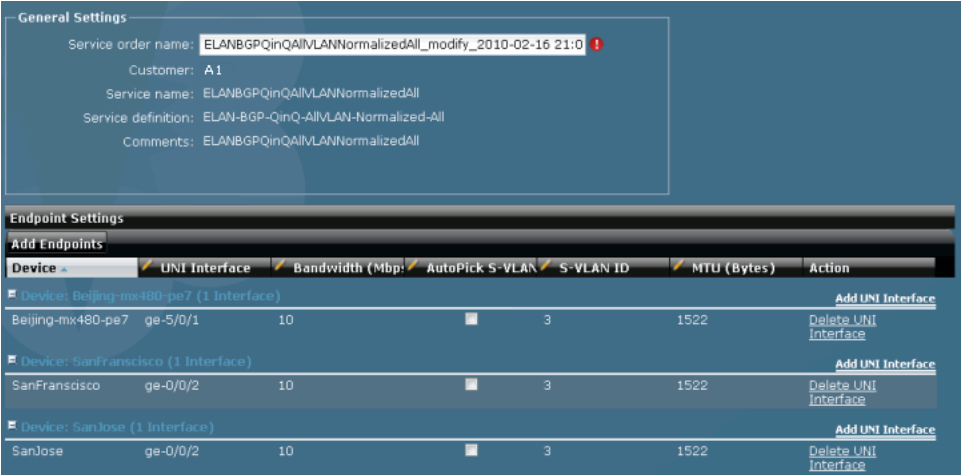 General Settings
Service order name: ELANBGPQinQAllVLANNormalizedAll_modify_2010-02-16 21:0
Customer: A1
Service name: ELANBGPQinQAllVLANNormalizedAll
Service definition: ELAN-BGP-QinQ-AllVLAN-Normalized-All
Comments: ELANBGPQinQAllVLANNormalizedAll
Endpoint Settings
Add Endpoints
Device UNI Interface Bandwidth (Mbp: AutoPick S-VLAN S-VLAN ID MTU (Bytes) Action
Device: Beijing-mx480-pe7 (1 Interface) Add UNI Interface
Beijing-mx480-pe7 ge-5/0/1 10 3 1522 Delete UNI
Interface
Device: SanFranscisco (1 Interface) Add UNI Interface
SanFranscisco ge-0/0/2 10 3 1522 Delete UNI
Interface
Device: SanJose (1 Interface) Add UNI Interface
SanJose ge-0/0/2 10 3 1522 Delete UNI
Interface